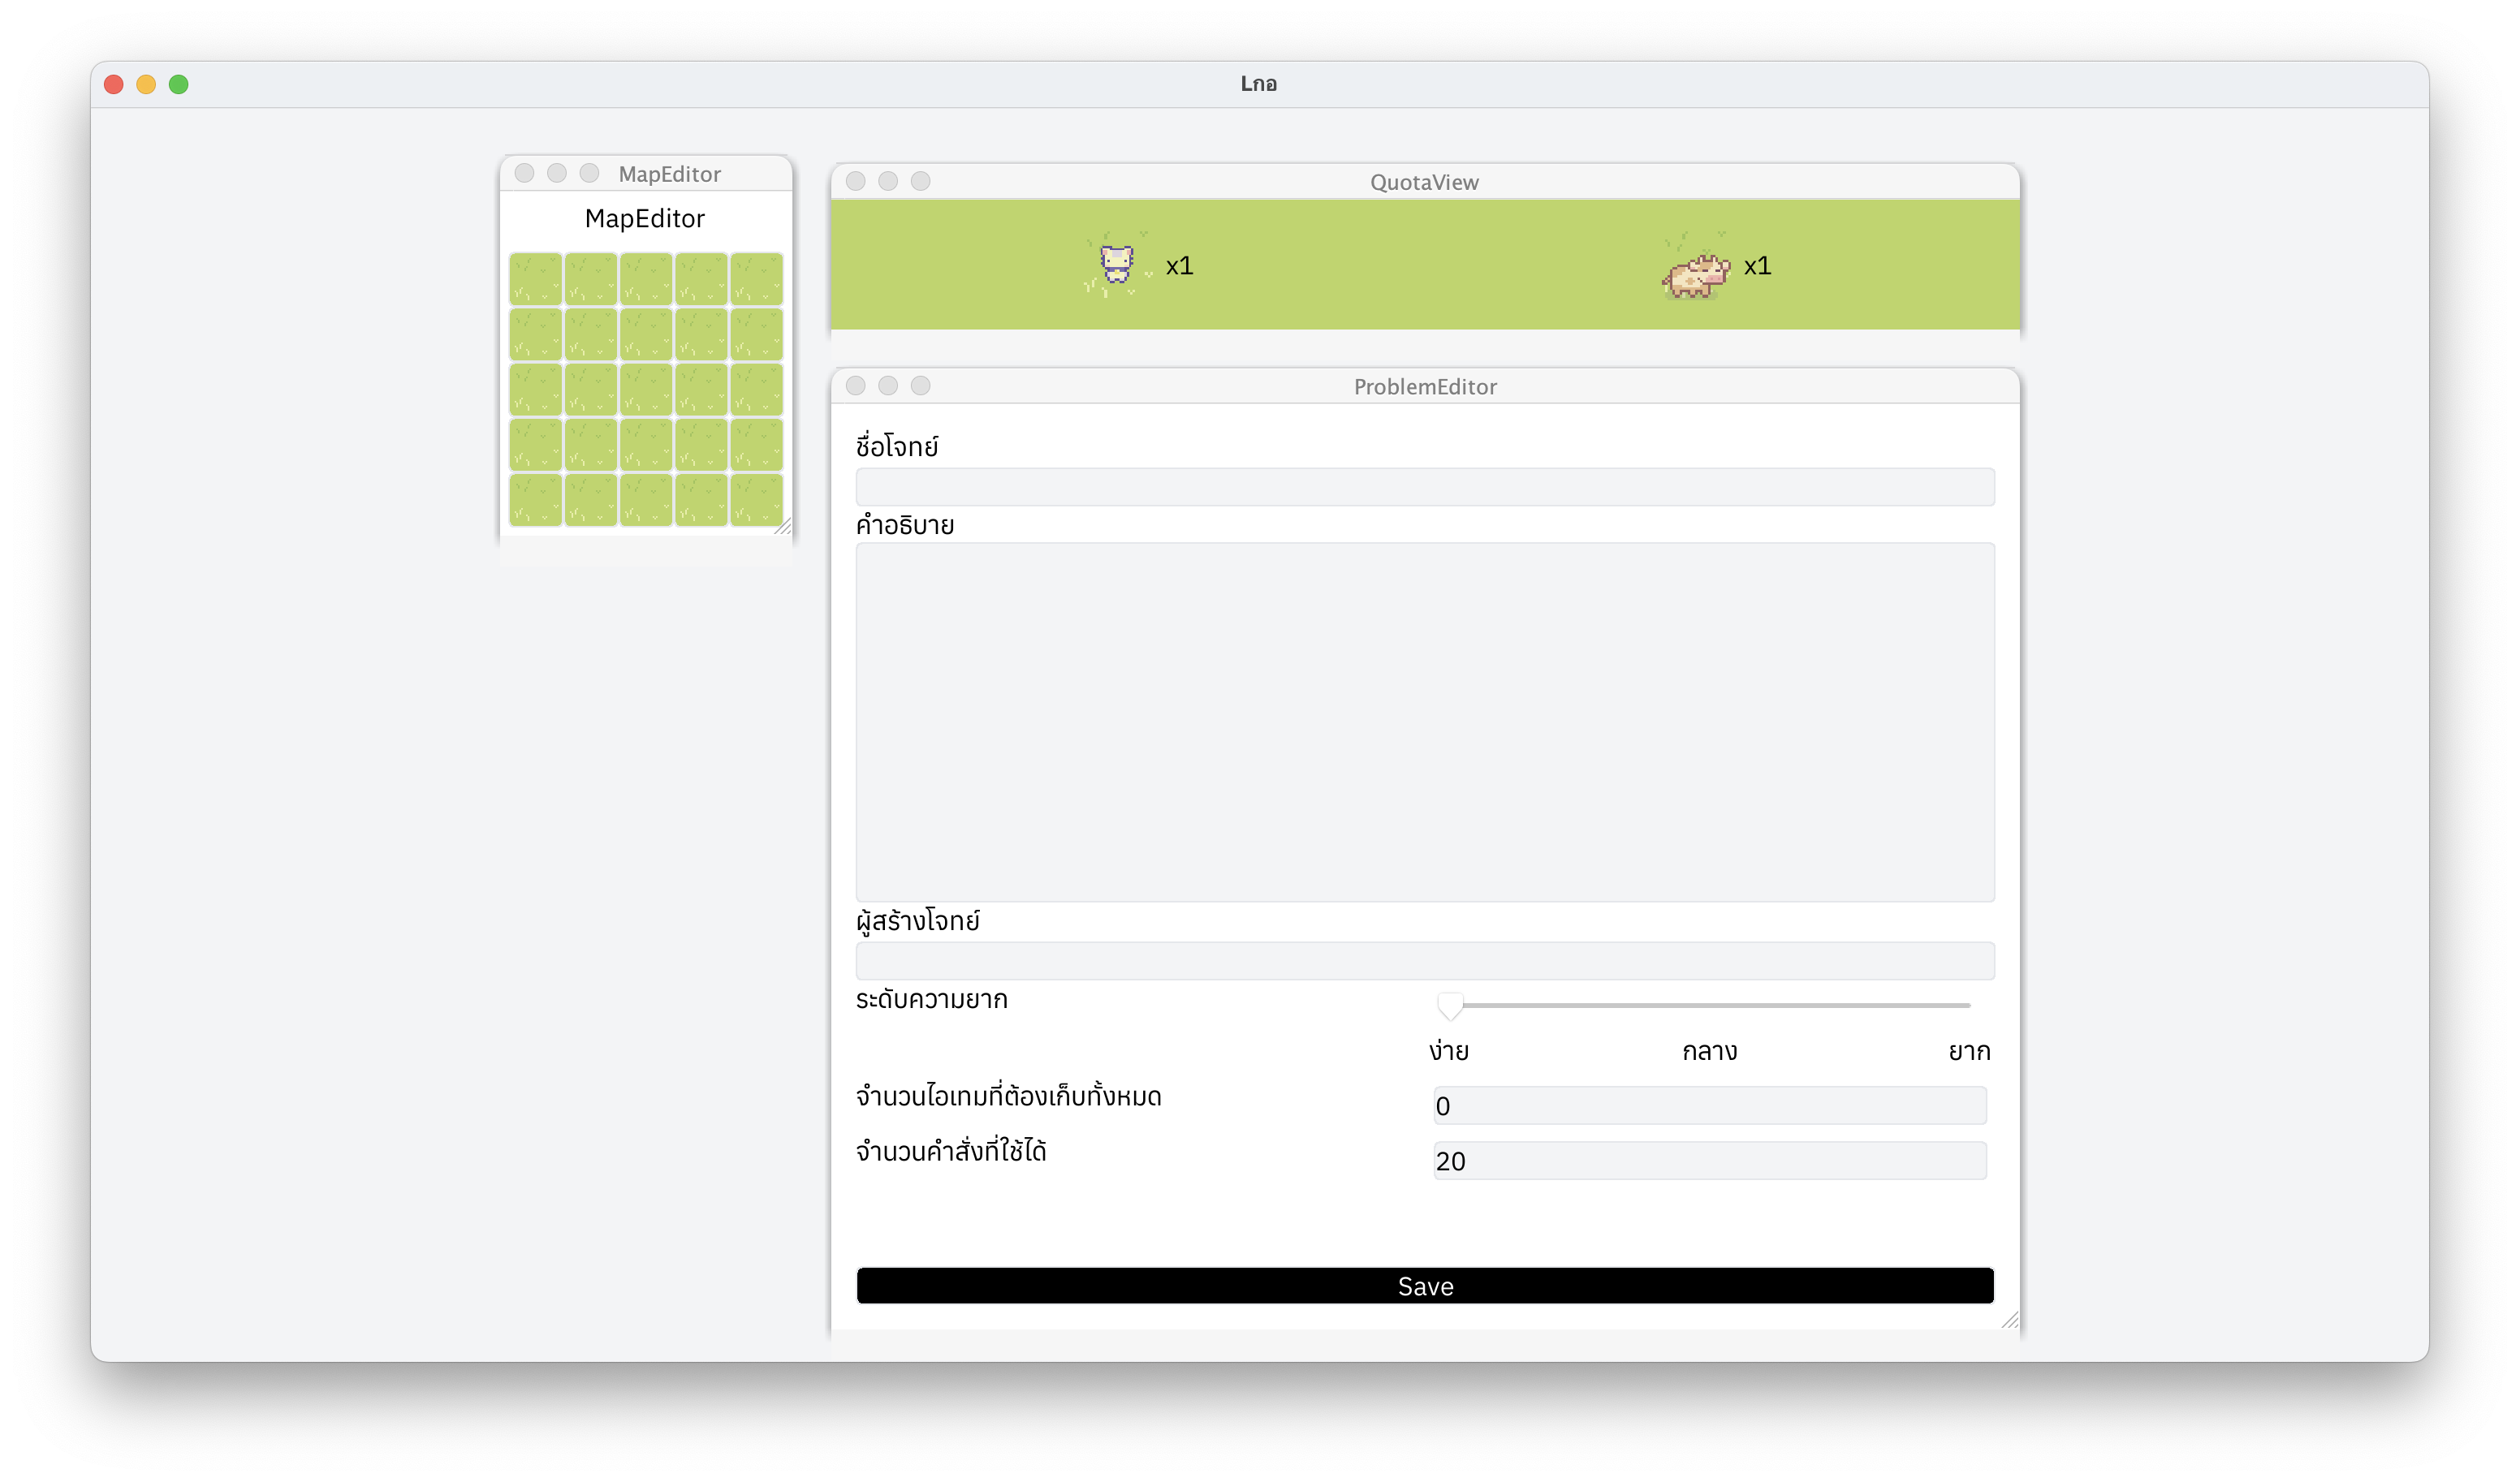 Lกอ
MapEditor
MapEditor
QuotaView
x1
x1
ProblemEditor
ชื่อโจทย์
คำอธิบาย
ผู้สร้างโจทย์
ระดับความยาก
ง่าย กลาง ยาก
จำนวนไอเทมที่ต้องเก็บทั้งหมด
0
จำนวนคำสั่งที่ใช้ได้
20
Save